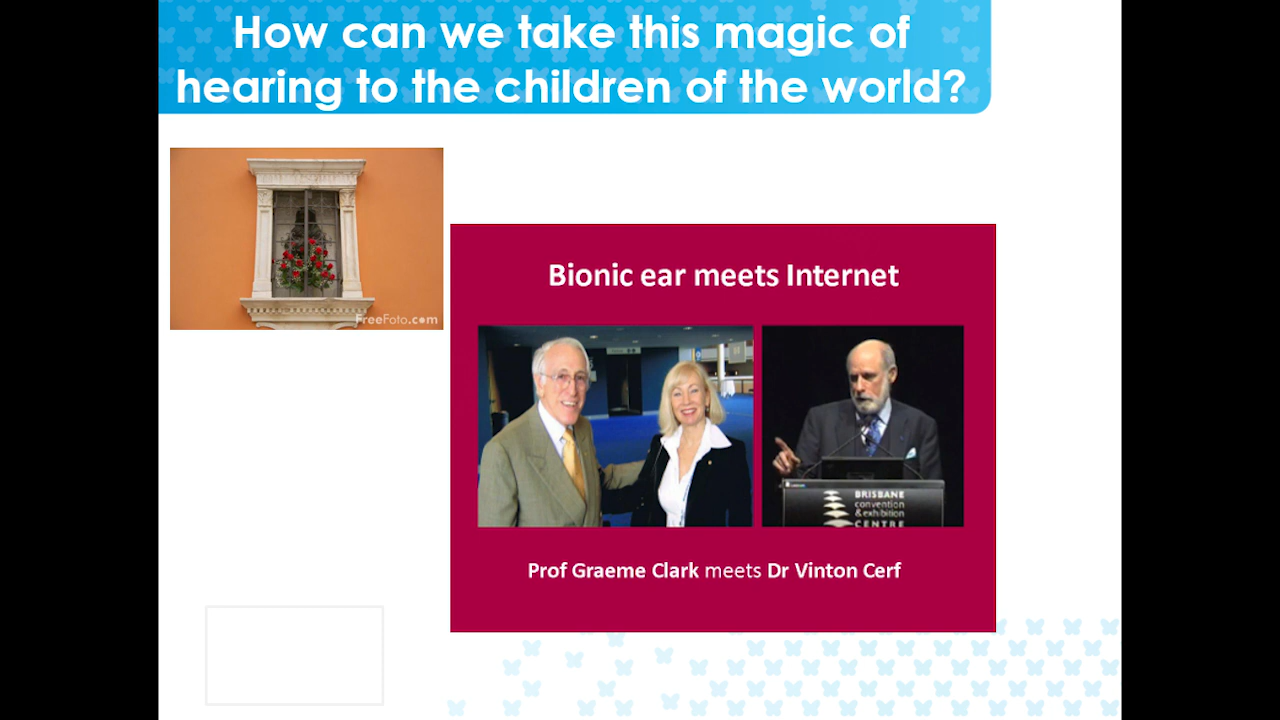 How can we take this magic of
hearing to the children of the world?
FreeFoto.com
Bionic ear meets Internet
BRISBANE
convention
& exhibition
CENTRE
Prof Graeme Clark meets Dr Vinton Cerf